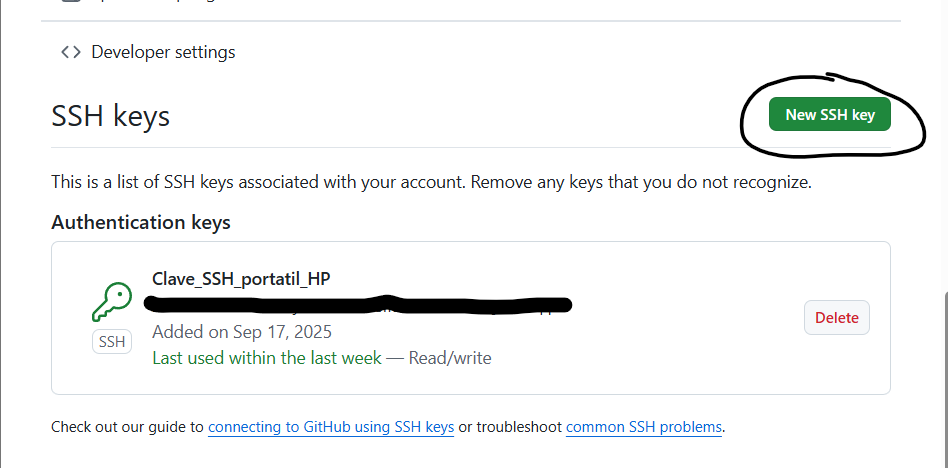 Developer settings
SSH keys
New SSH key
This is a list of SSH keys associated with your account. Remove any keys that you do not recognize.
Authentication keys
Clave_SSH_portatil_HP
SSH
Added on Sep 17, 2025
Last used within the last week — Read/write
Delete
Check out our guide to connecting to GitHub using SSH keys or troubleshoot common SSH problems.